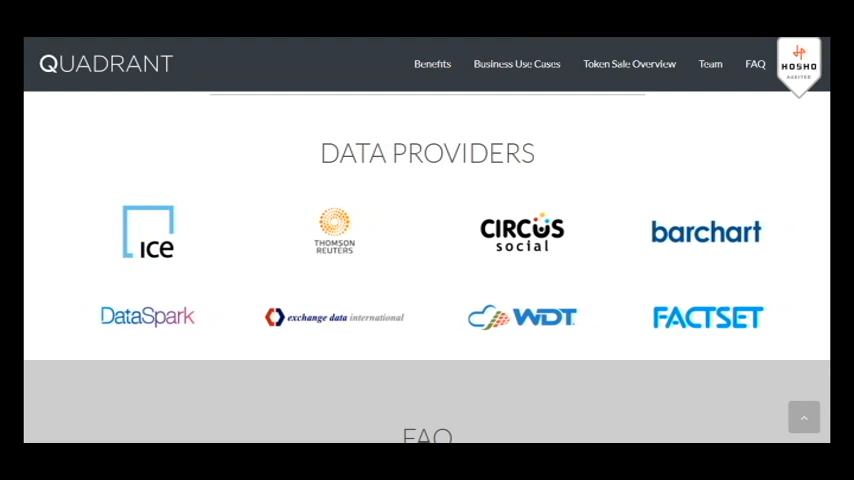 QUADRANT
Benefits Business Use Cases Token Sale Overview Team FAQ
HOSHO
AUDITED
DATA PROVIDERS
ice
THOMSON
REUTERS
CIRCUS
social
barchart
DataSpark
exchange data international
WDT
FACTSET
FAQ